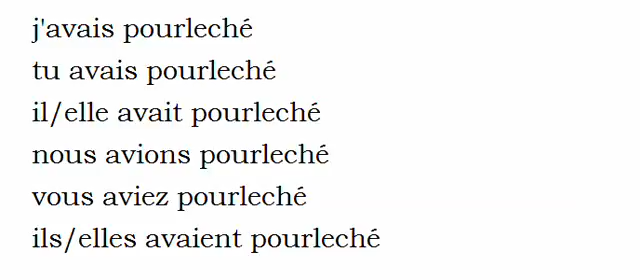 j'avais pourleché
tu avais pourleché
il/elle avait pourleché
nous avions pourleché
vous aviez pourleché
ils/elles avaient pourleché